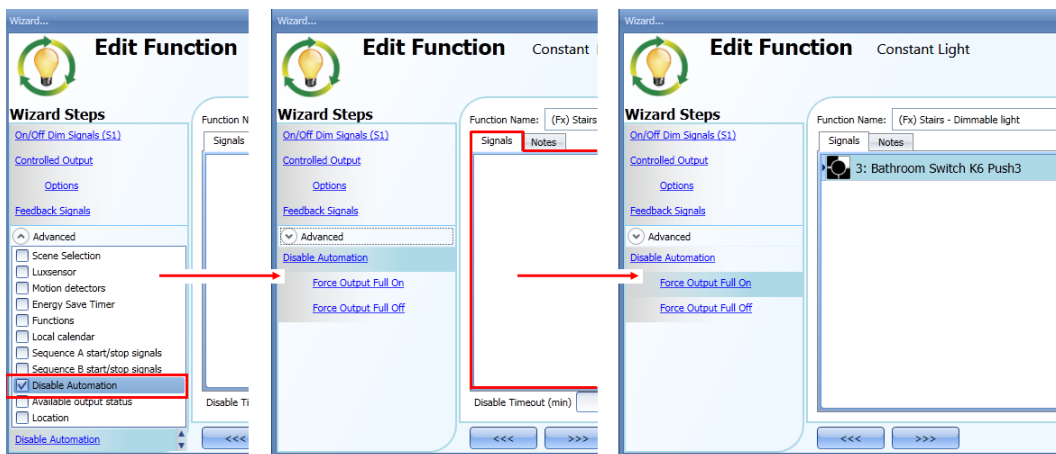 Wizard...
Edit Function
Wizard Steps
On/Off Dim Signals (S1)
Controlled Output
Options
Feedback Signals
Advanced
Scene Selection
Luxsensor
Motion detectors
Energy Save Timer
Functions
Local calendar
Sequence A start/stop signals
Sequence B start/stop signals
Disable Automation
Available output status
Location
Disable Automation
Function N
Signals
Disable Ti
<<<
Wizard...
Edit Function Constant
Wizard Steps
On/Off Dim Signals (S1)
Controlled Output
Options
Feedback Signals
Advanced
Disable Automation
Force Output Full On
Force Output Full Off
Function Name: (Fx) Stairs
Signals Notes
Disable Timeout (min)
<<< >>>
Wizard...
Edit Function Constant Light
Wizard Steps
On/Off Dim Signals (S1)
Controlled Output
Options
Feedback Signals
Advanced
Disable Automation
Force Output Full On
Force Output Full Off
Function Name: (Fx) Stairs - Dimmable light
Signals Notes
3: Bathroom Switch K6 Push3
<<< >>>